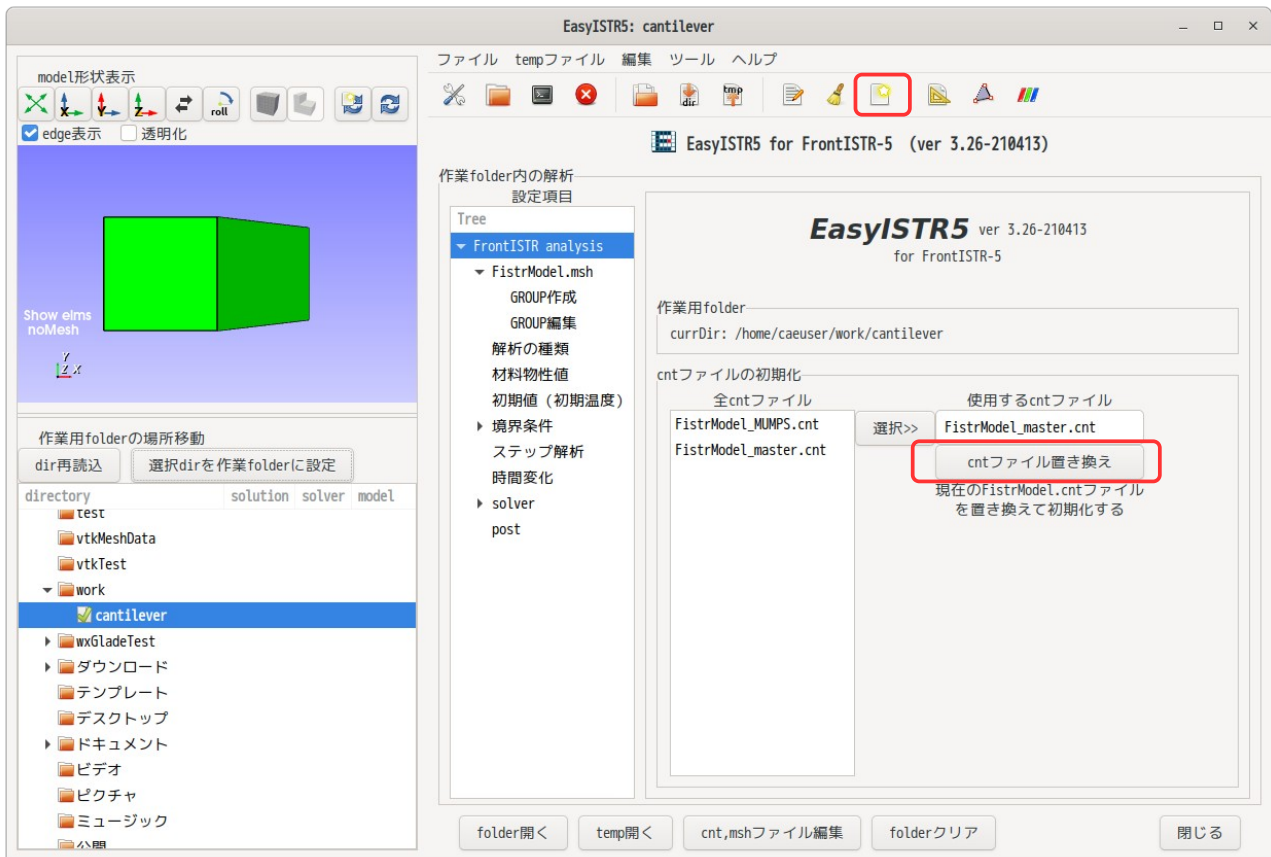 EasyISTR5: cantilever
ファイル tempファイル 編集 ツール ヘルプ
model形状表示
X
Y
Z
roll
dir
tmp
edge表示 透明化
EasyISTR5 for FrontISTR-5 (ver 3.26-210413)
Show elms
noMesh
Y
Z X
作業用folderの場所移動
dir再読込 選択dirを作業folderに設定
directory solution solver model
test
vtkMeshData
vtkTest
work
cantilever
wxGladeTest
ダウンロード
テンプレート
デスクトップ
ドキュメント
ビデオ
ピクチャ
ミュージック
公開
作業folder内の解析
設定項目
Tree
FrontISTR analysis
FistrModel.msh
GROUP作成
GROUP編集
解析の種類
材料物性値
初期値（初期温度）
境界条件
ステップ解析
時間変化
solver
post
EasyISTR5 ver 3.26-210413
for FrontISTR-5
作業用folder
currDir: /home/caeuser/work/cantilever
cntファイルの初期化
全cntファイル
FistrModel_MUMPS.cnt
FistrModel_master.cnt
選択>>
使用するcntファイル
FistrModel_master.cnt
cntファイル置き換え
現在のFistrModel.cntファイル
を置き換えて初期化する
folder開く temp開く cnt,mshファイル編集 folderクリア 閉じる